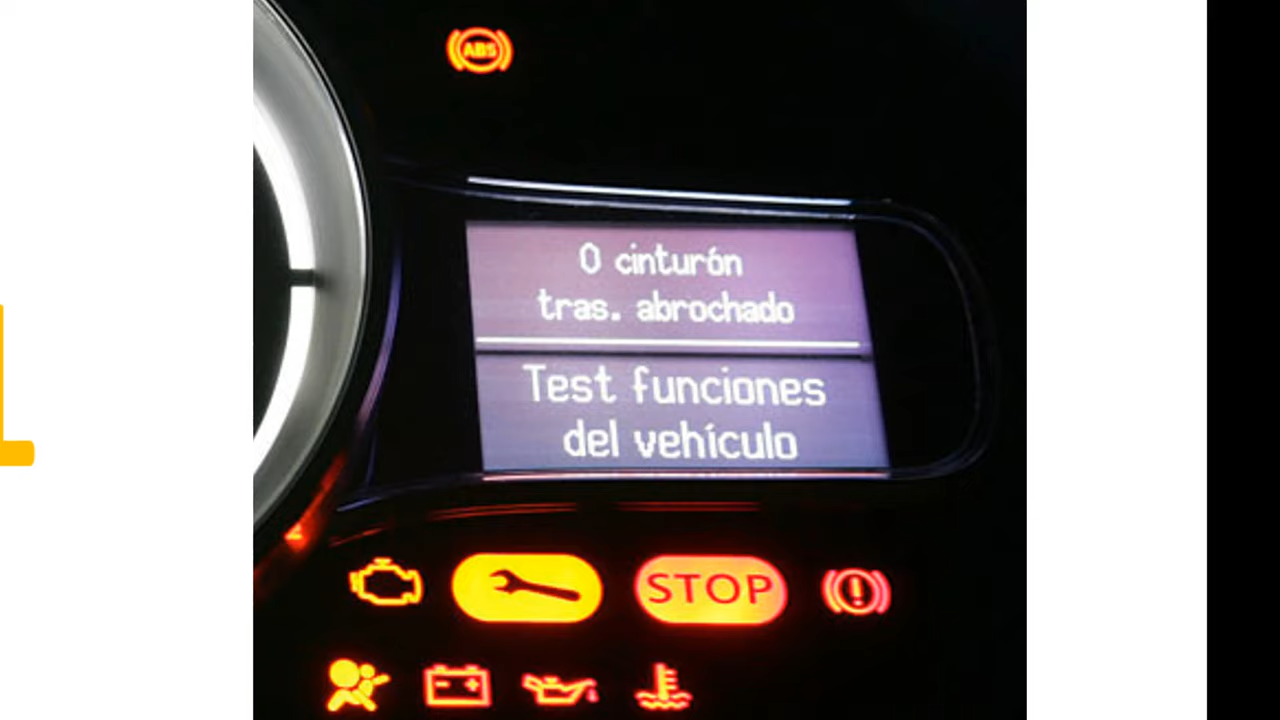 ABS
0 cinturón
tras. abrochado
Test funciones
del vehículo
STOP